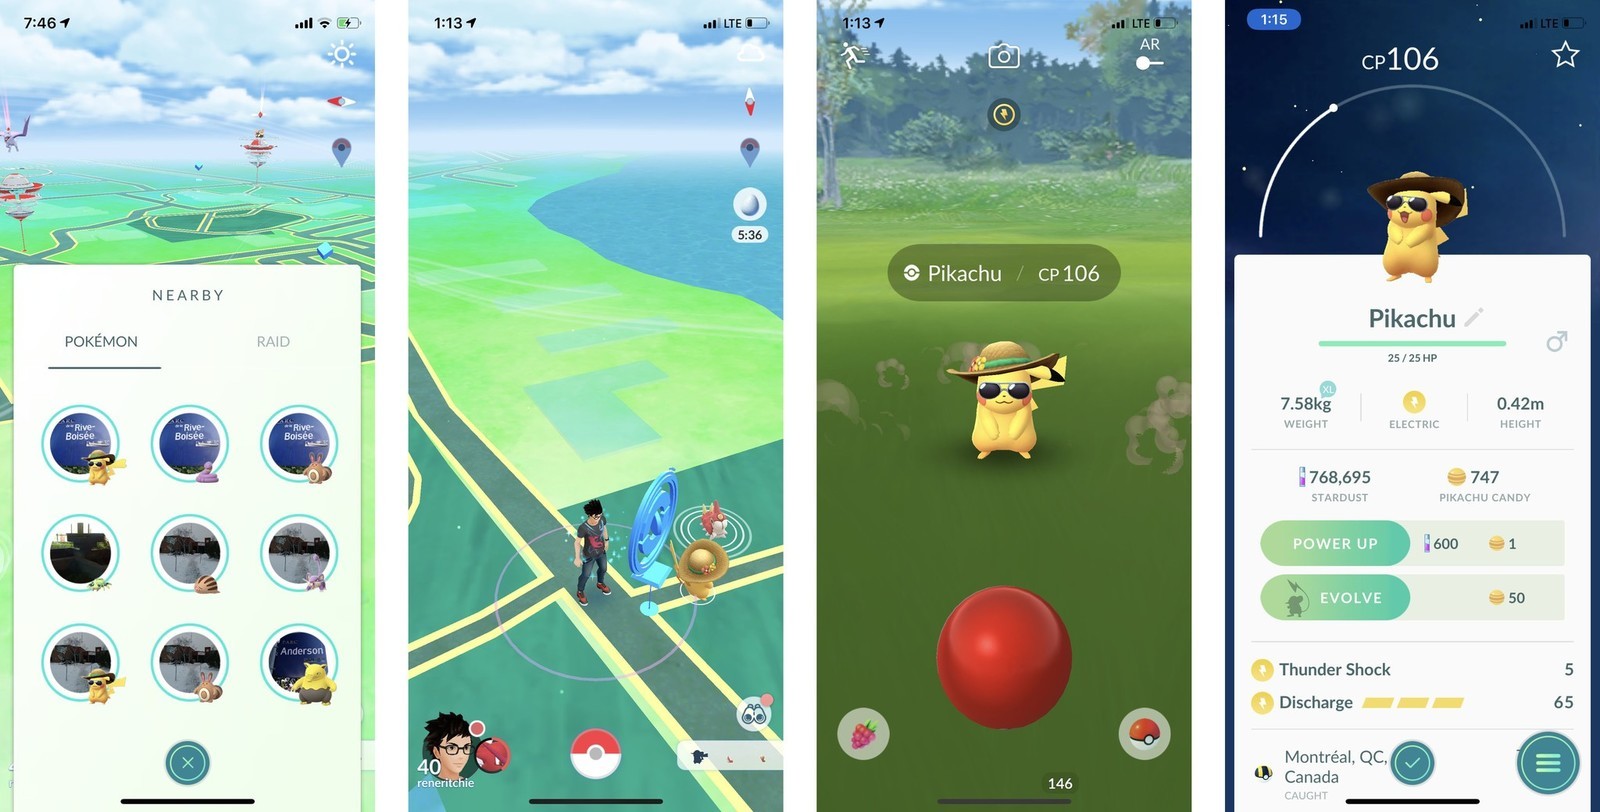 7:46
NEARBY
POKÉMON
RAID
Rive-
Boisée
Rive-
Boisée
Rive-
Boisée
Anderson
1:13
LTE
5:36
40
reneritchie
1:13
LTE
AR
Pikachu / CP 106
146
1:15
LTE
CP106
Pikachu
25 / 25 HP
XL
7.58kg
WEIGHT
ELECTRIC
0.42m
HEIGHT
768,695
STARDUST
747
PIKACHU CANDY
POWER UP
600
1
EVOLVE
50
Thunder Shock
5
Discharge
65
Montréal, QC,
Canada
CAUGHT